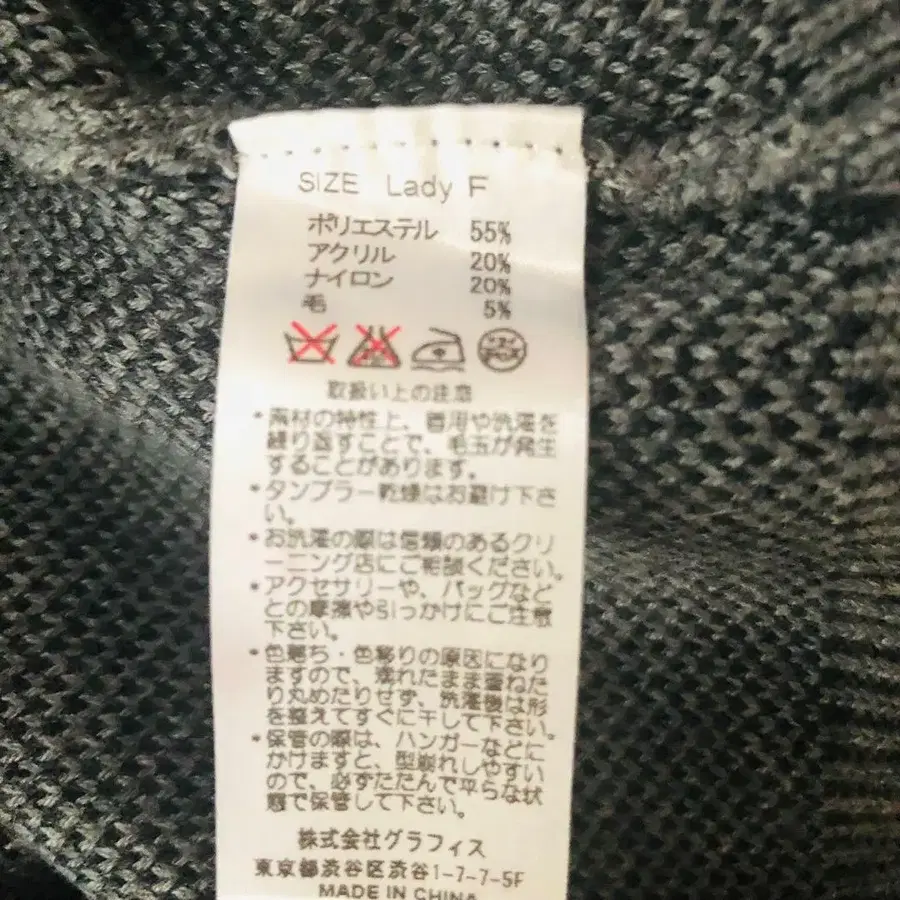 SIZE Lady F
ポリエステル 55%
アクリル 20%
ナイロン 20%
毛 5%
取扱い上の注意
・素材の特性上、着用や洗濯を
繰り返すことで、毛玉が発生
することがあります。
・タンブラー乾燥はお避け下さ
い。
・お洗濯の際は信頼のあるクリ
ーニング店にご相談ください。
・アクセサリーや、バッグなど
との摩擦や引っかけにご注意
下さい。
・色落ち・色移りの原因になり
ますので、濡れたまま重ねた
り丸めたりせず、洗濯後は形
を整えてすぐに干して下さい。
・保管の際は、ハンガーなどに
かけますと、型崩れしやすい
ので、必ずたたんで平らな状
態で保管して下さい。
株式会社グラフィス
東京都渋谷区渋谷1-7-7-5F
MADE IN CHINA